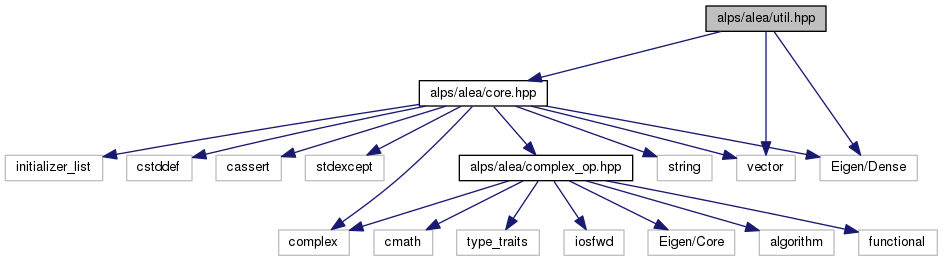 alps/alea/util.hpp
alps/alea/core.hpp
initializer_list
cstddef
cassert
stdexcept
alps/alea/complex_op.hpp
string
vector
Eigen/Dense
complex
cmath
type_traits
iosfwd
Eigen/Core
algorithm
functional